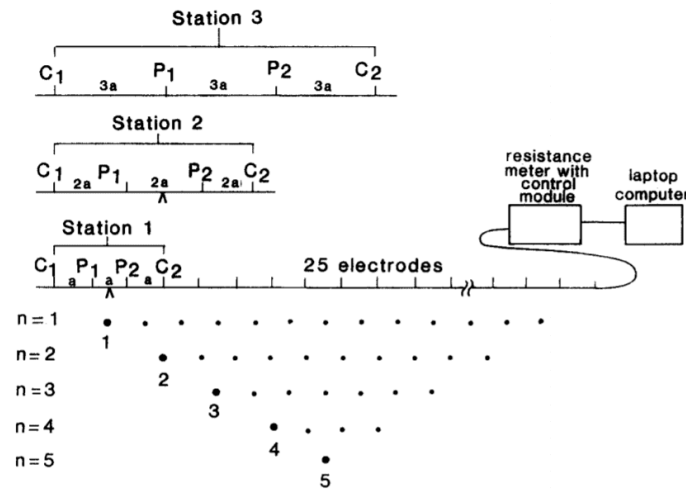 Station 3
C1 P1 P2 C2
3a 3a 3a
Station 2
C1 P1 P2 C2
2a 2a 2a
resistance
meter with
control
module
laptop
computer
Station 1
C1 P1 P2 C2
a a a
25 electrodes
n=1
1
n=2
2
n=3
3
n=4
4
n=5
5